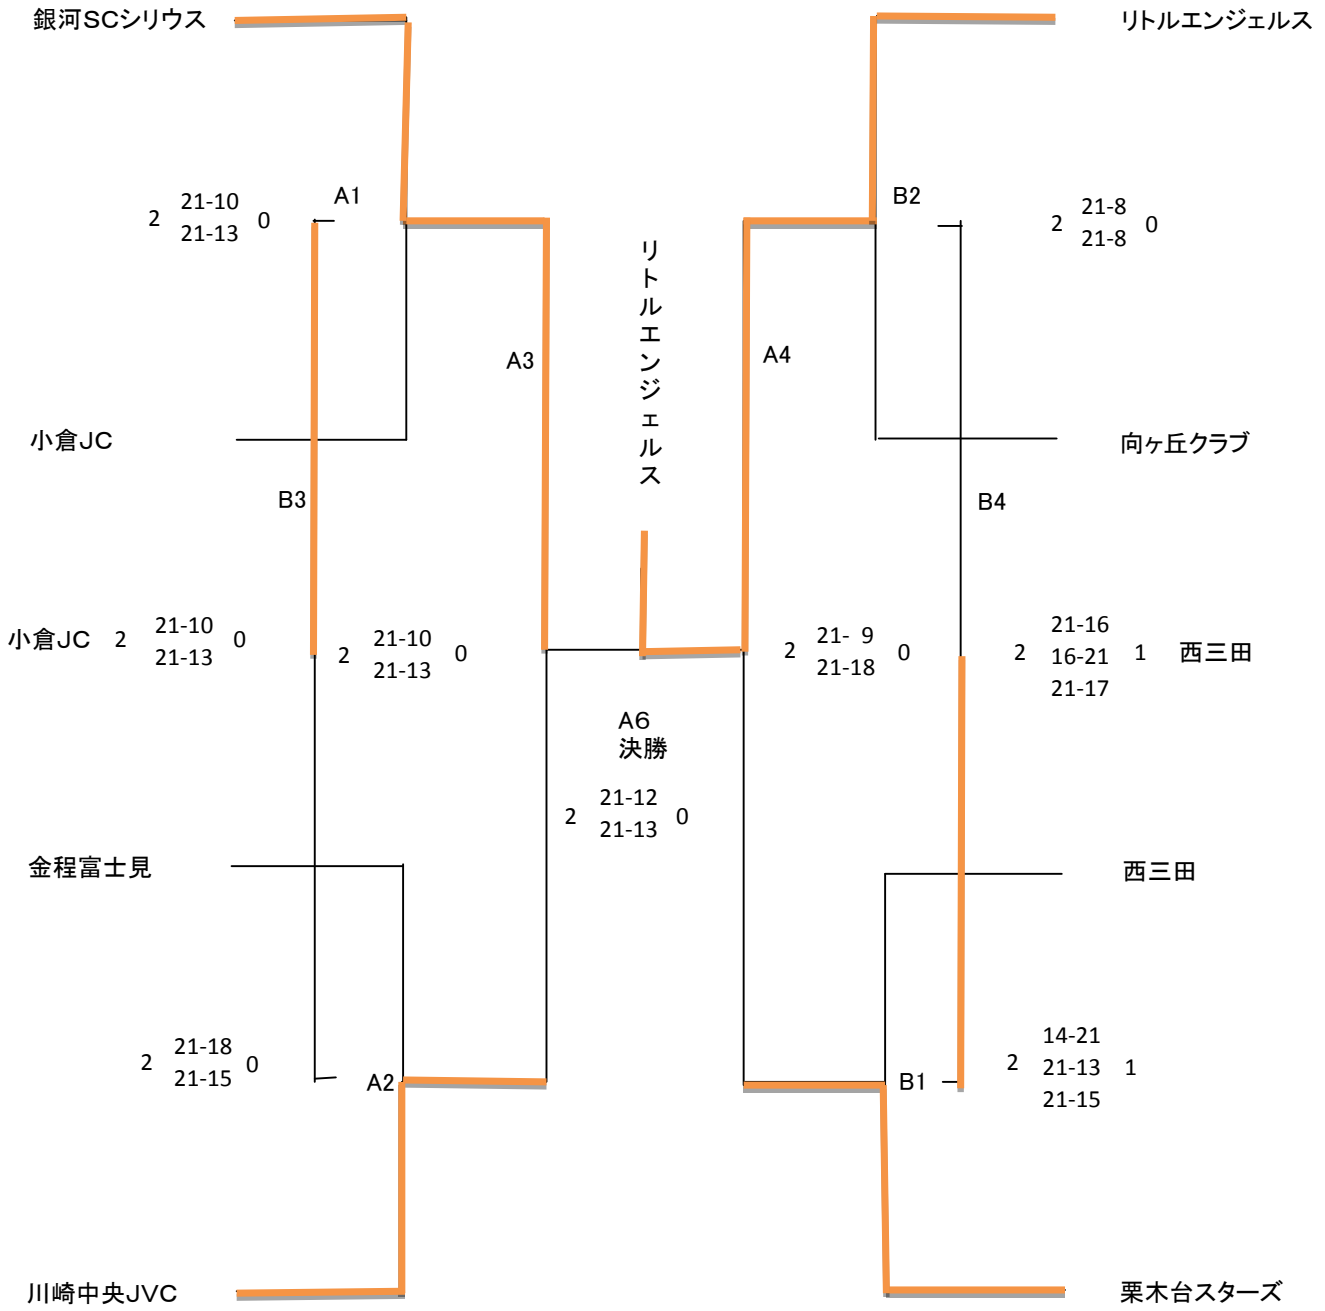 銀河SCシリウス
リトルエンジェルス
A1
B2
2 21-10 0
21-13
2 21-8 0
21-8
リトルエンジェルス
A3
A4
小倉JC
向ヶ丘クラブ
B3
B4
小倉JC 2 21-10 0
21-13
2 21-10 0
21-13
2 21- 9 0
21-18
21-16
2 16-21 1 西三田
21-17
A6
決勝
2 21-12 0
21-13
金程富士見
西三田
2 21-18 0
21-15
A2
B1
14-21
2 21-13 1
21-15
川崎中央JVC
栗木台スターズ